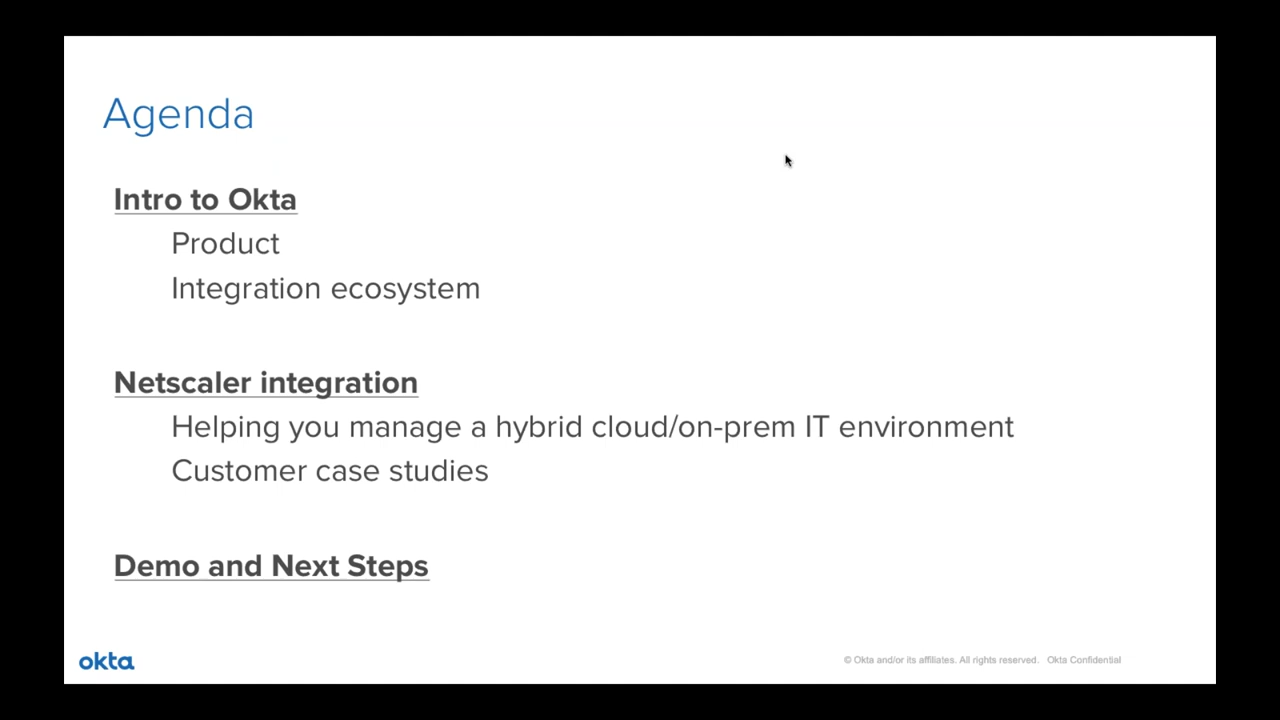 Agenda
Intro to Okta
Product
Integration ecosystem
Netscaler integration
Helping you manage a hybrid cloud/on-prem IT environment
Customer case studies
Demo and Next Steps
okta
© Okta and/or its affiliates. All rights reserved. Okta Confidential